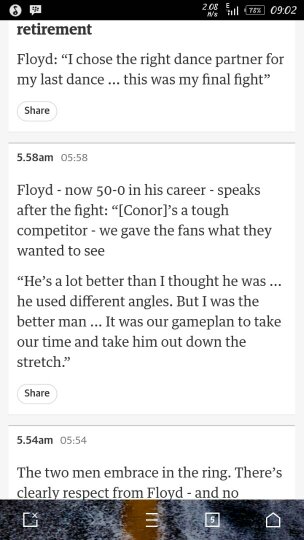 2.08
K/s
E
78%
09:02
retirement
Floyd: “I chose the right dance partner for
my last dance ... this was my final fight”
Share
5.58am 05:58
Floyd - now 50-0 in his career - speaks
after the fight: “[Conor]’s a tough
competitor - we gave the fans what they
wanted to see
“He’s a lot better than I thought he was ...
he used different angles. But I was the
better man ... It was our gameplan to take
our time and take him out down the
stretch.”
Share
5.54am 05:54
The two men embrace in the ring. There’s
clearly respect from Floyd - and no
5